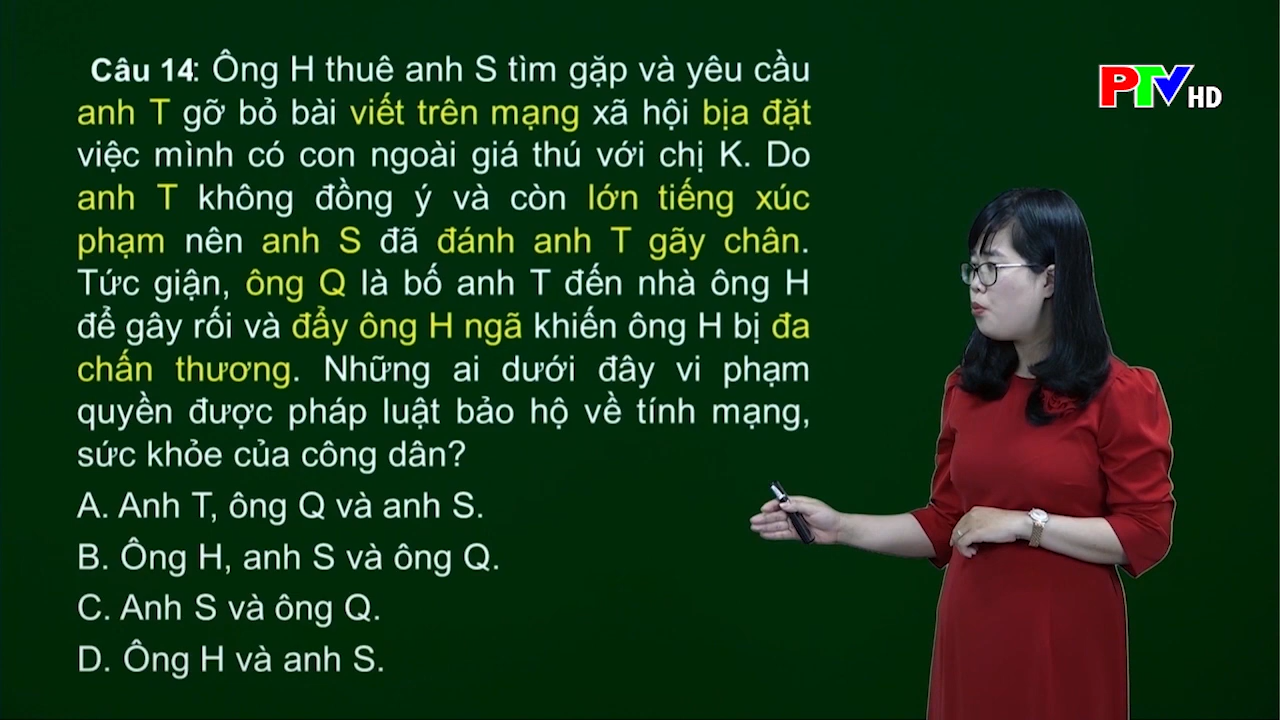 Câu 14: Ông H thuê anh S tìm gặp và yêu cầu
anh T gỡ bỏ bài viết trên mạng xã hội bịa đặt
việc mình có con ngoài giá thú với chị K. Do
anh T không đồng ý và còn lớn tiếng xúc
phạm nên anh S đã đánh anh T gãy chân.
Tức giận, ông Q là bố anh T đến nhà ông H
để gây rối và đẩy ông H ngã khiến ông H bị đa
chấn thương. Những ai dưới đây vi phạm
quyền được pháp luật bảo hộ về tính mạng,
sức khỏe của công dân?
A. Anh T, ông Q và anh S.
B. Ông H, anh S và ông Q.
C. Anh S và ông Q.
D. Ông H và anh S.
PTV HD